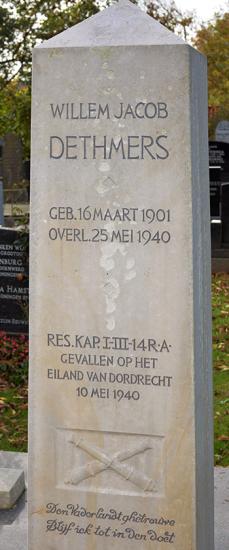 WILLEM JACOB
DETHMERS
GEB. 16 MAART 1901
OVERL. 25 MEI 1940
RES. KAP. I-III-14 R.A.
GEVALLEN OP HET
EILAND VAN DORDRECHT
10 MEI 1940
Den Vaderlandt ghetrouwe
Blijf ick tot in den doet